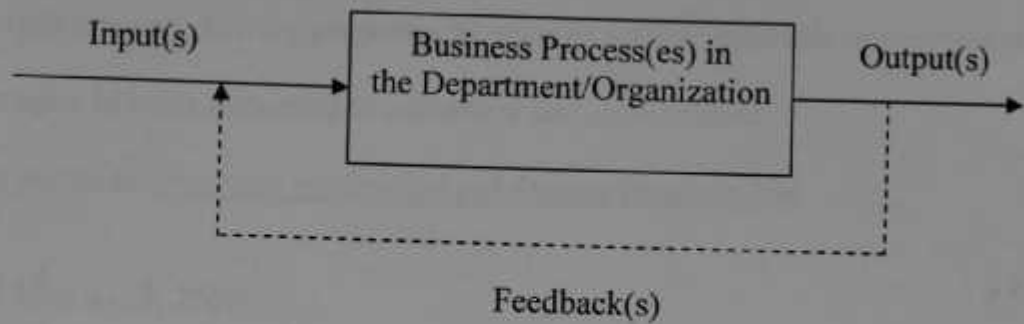 Input(s)
Business Process(es) in
the Department/Organization
Output(s)
Feedback(s)